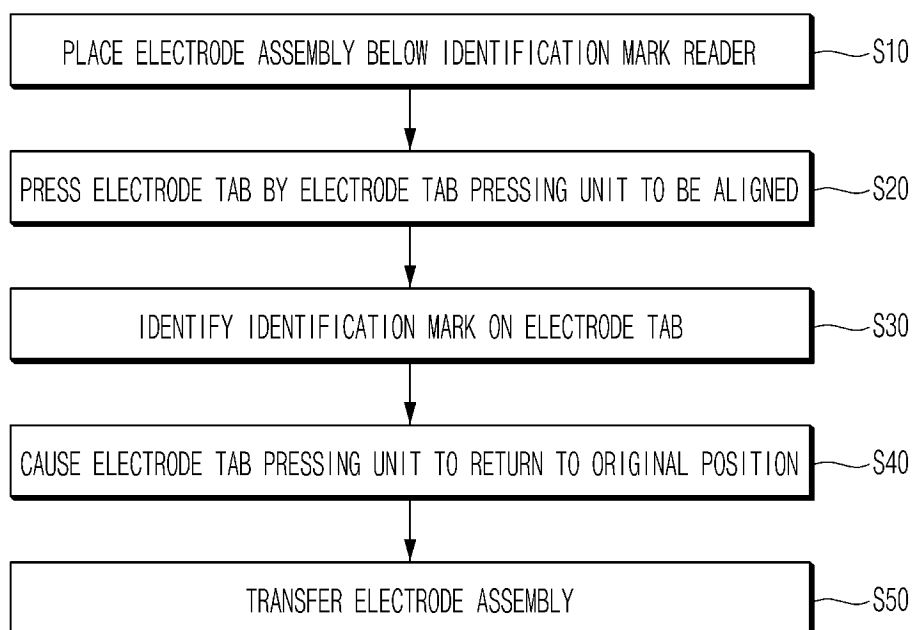 PLACE ELECTRODE ASSEMBLY BELOW IDENTIFICATION MARK READER S10
PRESS ELECTRODE TAB BY ELECTRODE TAB PRESSING UNIT TO BE ALIGNED S20
IDENTIFY IDENTIFICATION MARK ON ELECTRODE TAB S30
CAUSE ELECTRODE TAB PRESSING UNIT TO RETURN TO ORIGINAL POSITION S40
TRANSFER ELECTRODE ASSEMBLY S50